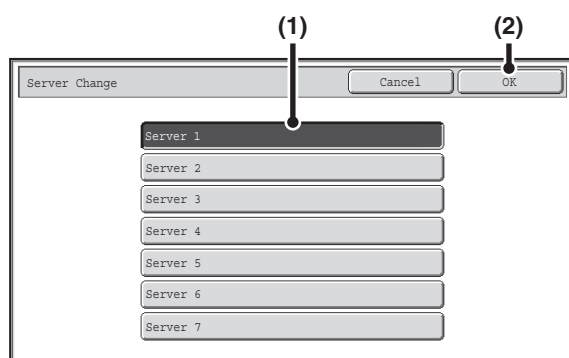 (1) (2)
Server Change Cancel OK
Server 1
Server 2
Server 3
Server 4
Server 5
Server 6
Server 7